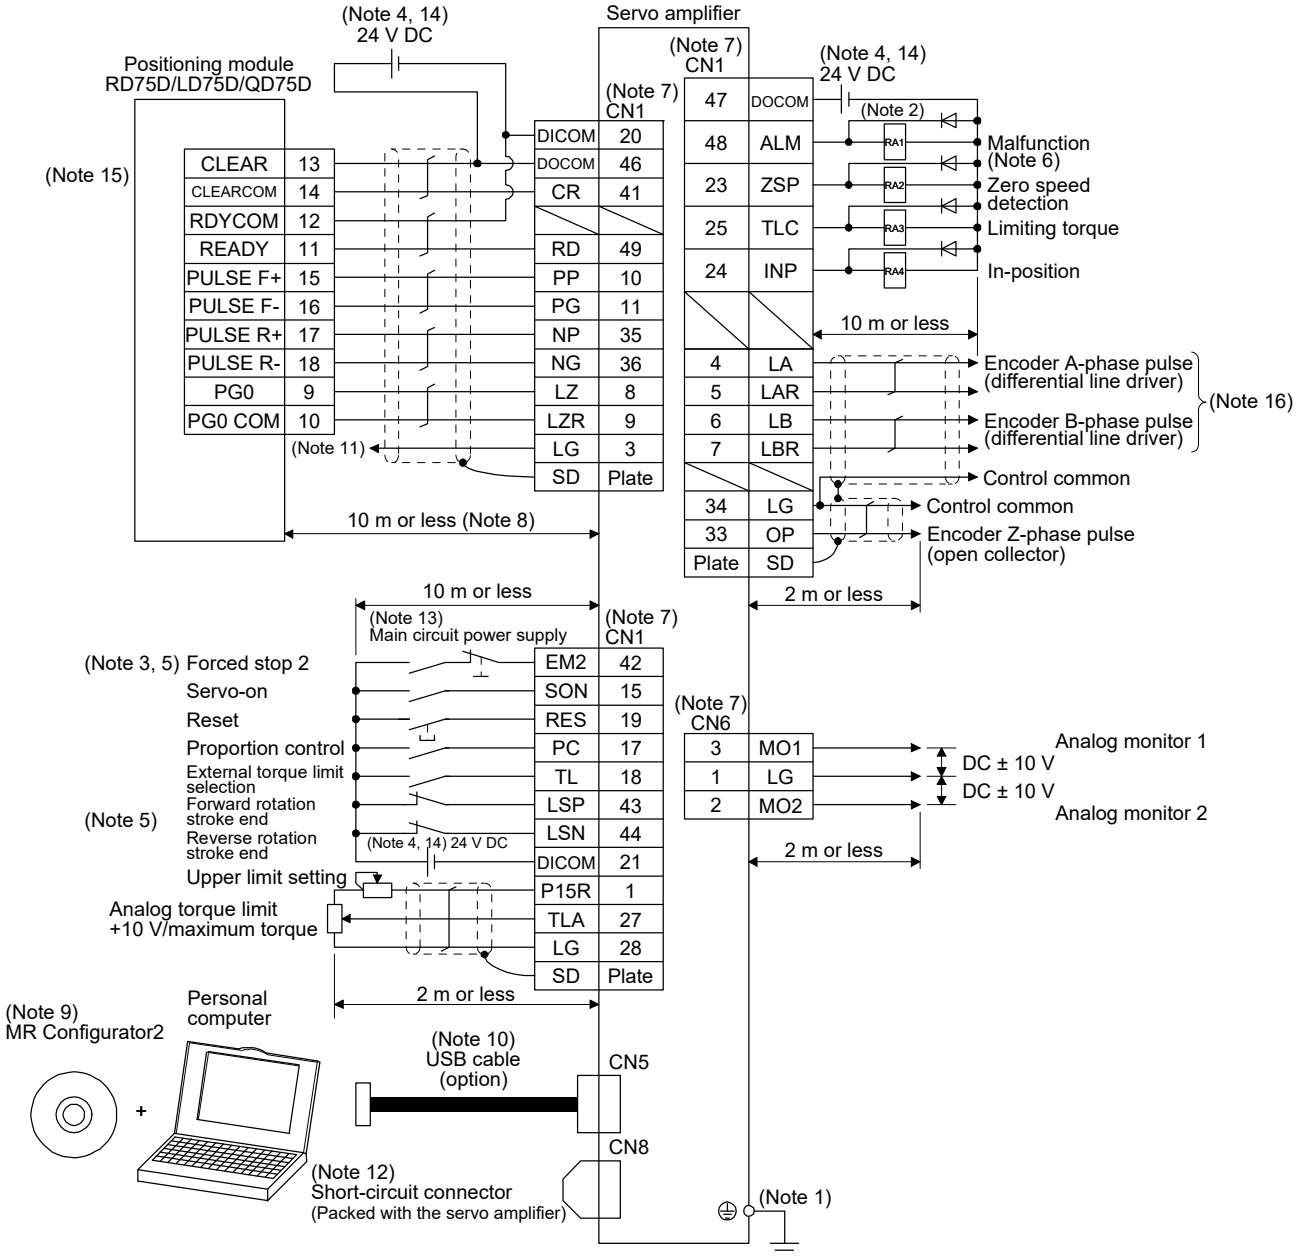 Servo amplifier
(Note 4, 14)
24 V DC
Positioning module
RD75D/LD75D/QD75D
(Note 15)
CLEAR 13
CLEARCOM 14
RDYCOM 12
READY 11
PULSE F+ 15
PULSE F- 16
PULSE R+ 17
PULSE R- 18
PG0 9
PG0 COM 10
(Note 11)
10 m or less (Note 8)
(Note 7)
CN1
DICOM 20
DOCOM 46
CR 41
RD 49
PP 10
PG 11
NP 35
NG 36
LZ 8
LZR 9
LG 3
SD Plate
(Note 7)
CN1
47 DOCOM
48 ALM
23 ZSP
25 TLC
24 INP
4 LA
5 LAR
6 LB
7 LBR
34 LG
33 OP
Plate SD
(Note 4, 14)
24 V DC
(Note 2)
RA1
RA2
RA3
RA4
Malfunction
(Note 6)
Zero speed
detection
Limiting torque
In-position
10 m or less
Encoder A-phase pulse
(differential line driver)
Encoder B-phase pulse
(differential line driver)
(Note 16)
Control common
Control common
Encoder Z-phase pulse
(open collector)
2 m or less
10 m or less
(Note 13)
Main circuit power supply
(Note 7)
CN1
(Note 3, 5) Forced stop 2
Servo-on
Reset
Proportion control
External torque limit
selection
Forward rotation
stroke end
(Note 5)
Reverse rotation
stroke end
(Note 4, 14) 24 V DC
Upper limit setting
Analog torque limit
+10 V/maximum torque
EM2 42
SON 15
RES 19
PC 17
TL 18
LSP 43
LSN 44
DICOM 21
P15R 1
TLA 27
LG 28
SD Plate
2 m or less
(Note 7)
CN6
3 MO1
1 LG
2 MO2
Analog monitor 1
DC ± 10 V
DC ± 10 V
Analog monitor 2
2 m or less
(Note 9)
MR Configurator2
+
Personal
computer
(Note 10)
USB cable
(option)
CN5
CN8
(Note 12)
Short-circuit connector
(Packed with the servo amplifier)
(Note 1)